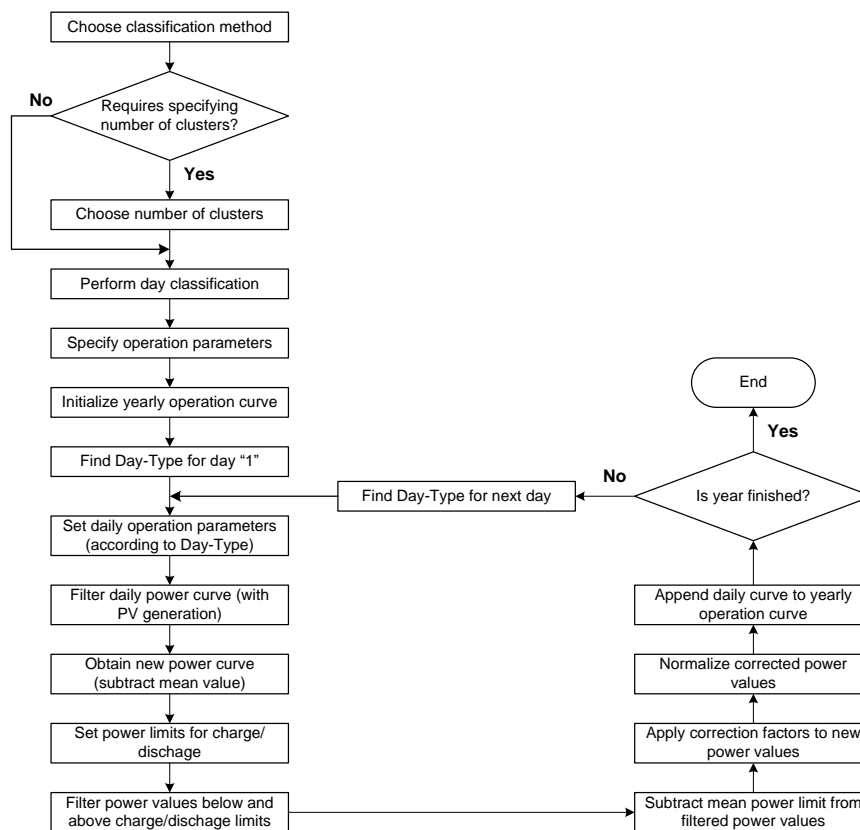 Choose classification method
No
Requires specifying
number of clusters?
Yes
Choose number of clusters
Perform day classification
Specify operation parameters
Initialize yearly operation curve
Find Day-Type for day “1”
Set daily operation parameters
(according to Day-Type)
Filter daily power curve (with
PV generation)
Obtain new power curve
(subtract mean value)
Set power limits for charge/
dischage
Filter power values below and
above charge/discharge limits
Subtract mean power limit from
filtered power values
Apply correction factors to new
power values
Normalize corrected power
values
Append daily curve to yearly
operation curve
Is year finished?
No
Find Day-Type for next day
Yes
End